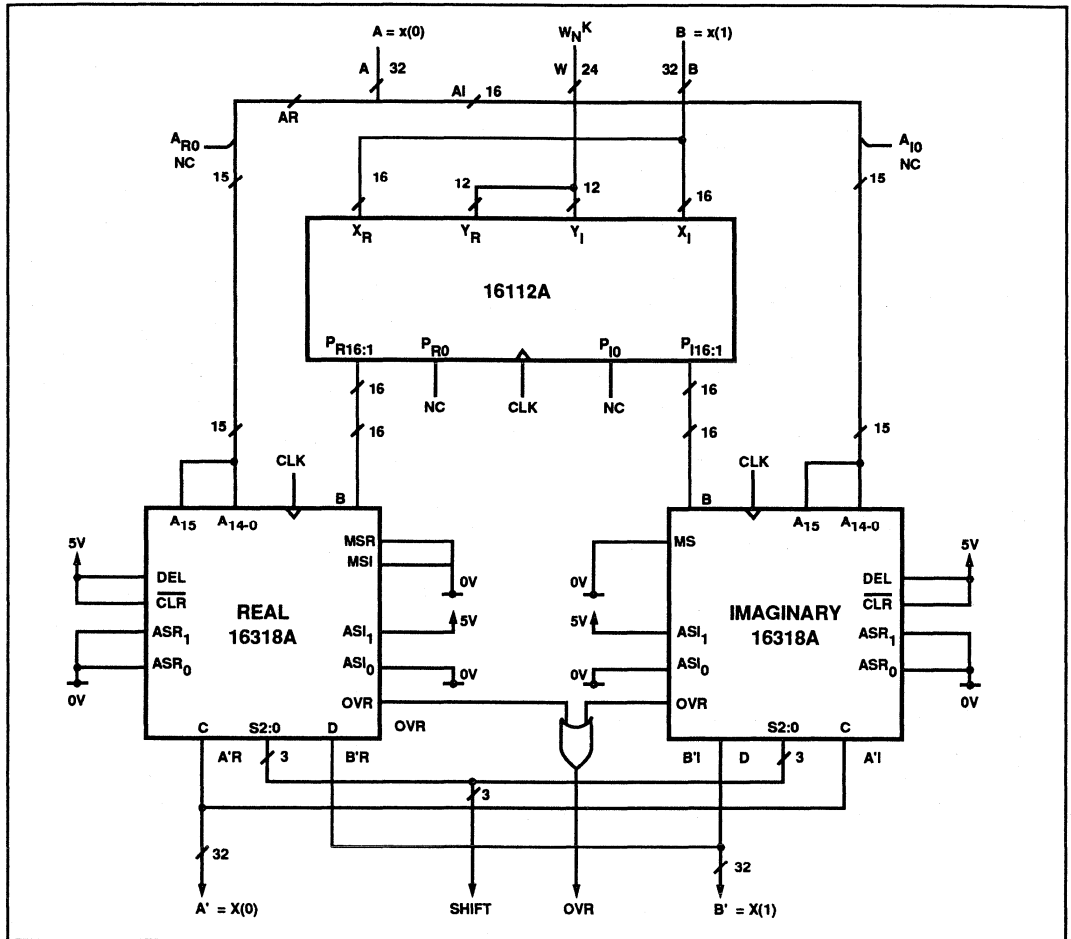 A = x(0)
W_N^K
B = x(1)
A
32
W
24
32
B
AR
AI
16
A_R0
NC
A_I0
NC
15
15
16
12
12
16
X_R
Y_R
Y_I
X_I
16112A
P_R16:1
P_R0
P_I0
P_I16:1
16
NC
CLK
NC
16
15
16
16
15
CLK
CLK
A_15
A_14-0
B
B
A_15
A_14-0
5V
DEL
CLR
ASR_1
ASR_0
0V
REAL
16318A
MSR
MSI
0V
5V
ASI_1
ASI_0
0V
OVR
OVR
C
S2:0
D
A'R
3
B'R
MS
0V
5V
ASI_1
0V
ASI_0
OVR
IMAGINARY
16318A
5V
DEL
CLR
ASR_1
ASR_0
0V
S2:0
C
B'I
D
3
A'I
3
32
32
A' = X(0)
SHIFT
OVR
B' = X(1)